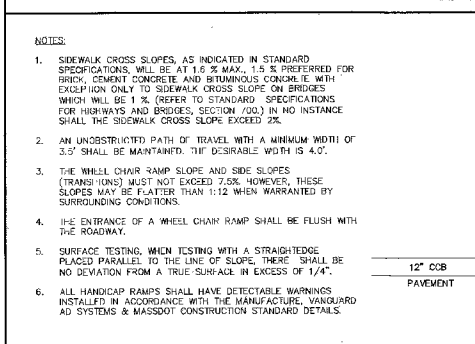 NOTES:
1. SIDEWALK CROSS SLOPES, AS INDICATED IN STANDARD
SPECIFICATIONS, WILL BE AT 1.6 % MAX., 1.5 % PREFERRED FOR
BRICK, CEMENT CONCRETE AND BITUMINOUS CONCRETE WITH
EXCEPTION ONLY TO SIDEWALK CROSS SLOPE ON BRIDGES
WHICH WILL BE 1 %. (REFER TO STANDARD SPECIFICATIONS
FOR HIGHWAYS AND BRIDGES, SECTION 700.) IN NO INSTANCE
SHALL THE SIDEWALK CROSS SLOPE EXCEED 2%.
2. AN UNOBSTRUCTED PATH OF TRAVEL WITH A MINIMUM WIDTH OF
3.5' SHALL BE MAINTAINED. THE DESIRABLE WIDTH IS 4.0'.
3. THE WHEEL CHAIR RAMP SLOPE AND SIDE SLOPES
(TRANSITIONS) MUST NOT EXCEED 7.5%. HOWEVER, THESE
SLOPES MAY BE FLATTER THAN 1:12 WHEN WARRANTED BY
SURROUNDING CONDITIONS.
4. THE ENTRANCE OF A WHEEL CHAIR RAMP SHALL BE FLUSH WITH
THE ROADWAY.
5. SURFACE TESTING, WHEN TESTING WITH A STRAIGHTEDGE
PLACED PARALLEL TO THE LINE OF SLOPE, THERE SHALL BE
NO DEVIATION FROM A TRUE SURFACE IN EXCESS OF 1/4".
6. ALL HANDICAP RAMPS SHALL HAVE DETECTABLE WARNINGS
INSTALLED IN ACCORDANCE WITH THE MANUFACTURE, VANGUARD
AD SYSTEMS & MASSDOT CONSTRUCTION STANDARD DETAILS.
12" CCB
PAVEMENT